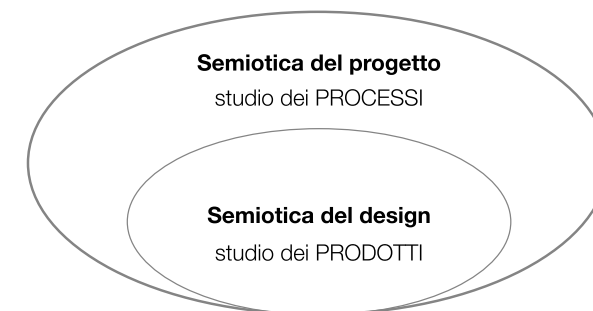 Semiotica del progetto
studio dei PROCESSI
Semiotica del design
studio dei PRODOTTI